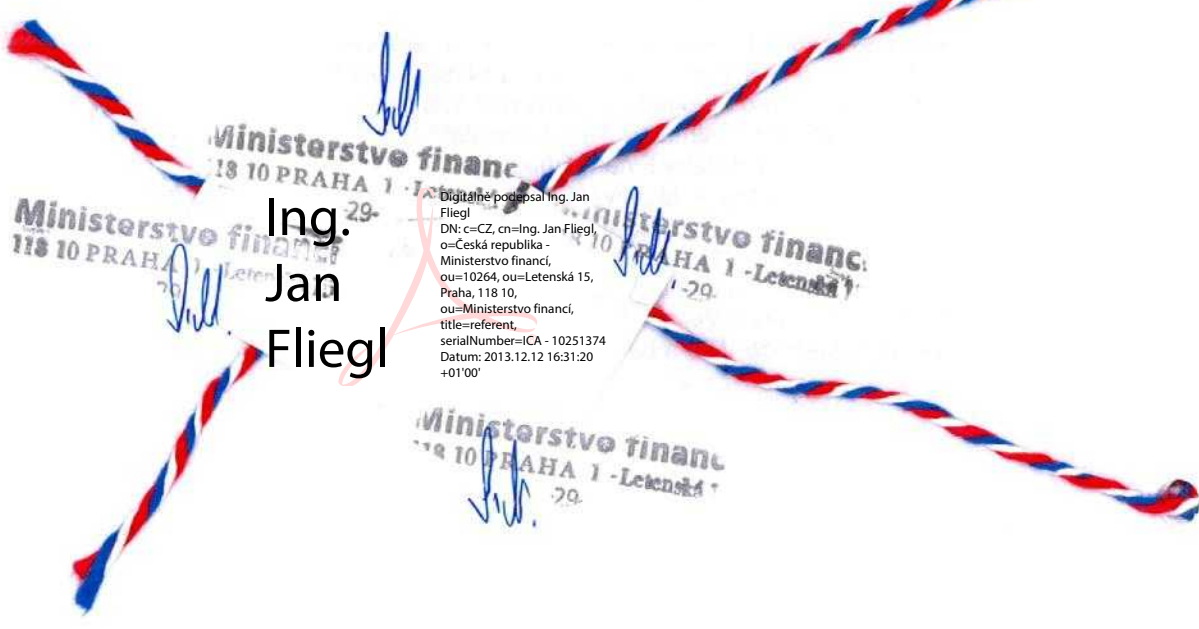 Ministerstvo financ
118 10 PRAHA 1 -Letenská
-29-
Ministerstvo financí
118 10 PRAHA 1, Letenská 15
29
Ing.
Jan
Fliegl
Digitálně podepsal Ing. Jan
Fliegl
DN: c=CZ, cn=Ing. Jan Fliegl,
o=Česká republika -
Ministerstvo financí,
ou=10264, ou=Letenská 15,
Praha, 118 10,
ou=Ministerstvo financí,
title=referent,
serialNumber=ICA - 10251374
Datum: 2013.12.12 16:31:20
+01'00'
Ministerstvo financ
10 PRAHA 1 -Letenská 1
-29-
Ministerstvo financ
118 10 PRAHA 1 -Letenská
-29-